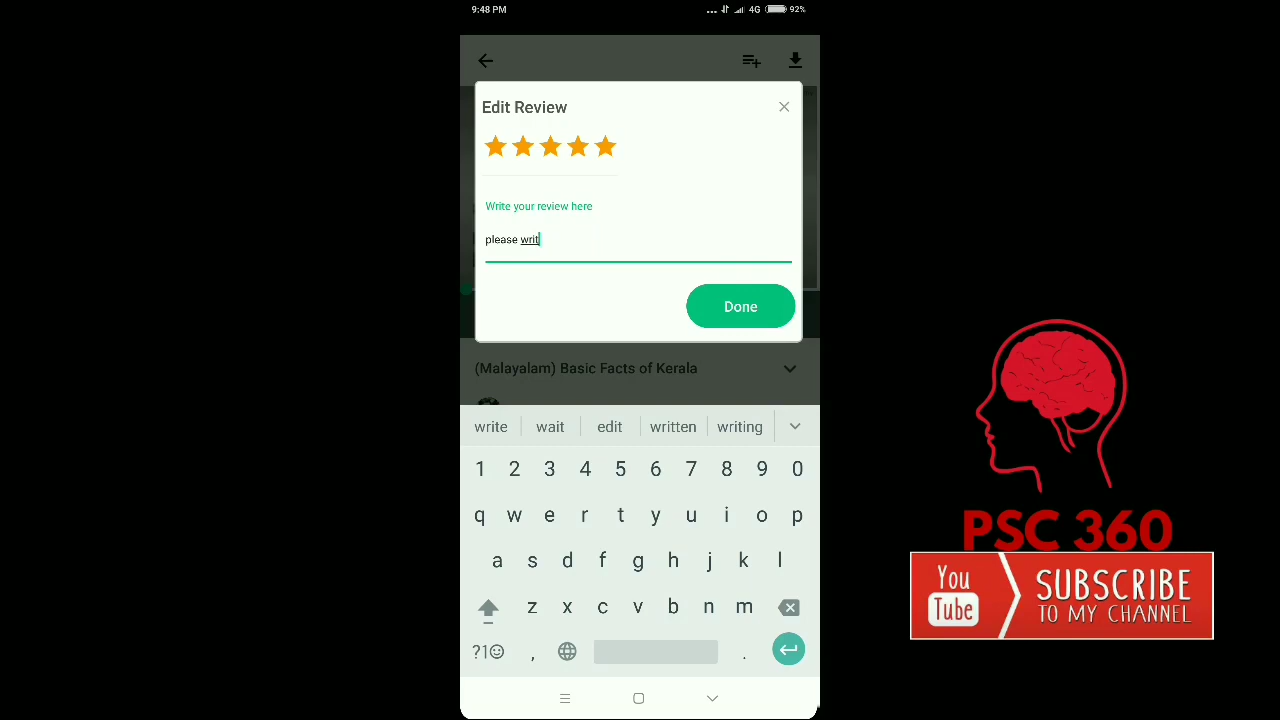 9:48 PM
4G 92%
Edit Review
Write your review here
please writ
Done
(Malayalam) Basic Facts of Kerala
write wait edit written writing
1 2 3 4 5 6 7 8 9 0
q w e r t y u i o p
a s d f g h j k l
z x c v b n m
?1☺ , .
PSC 360
You Tube
SUBSCRIBE
TO MY CHANNEL